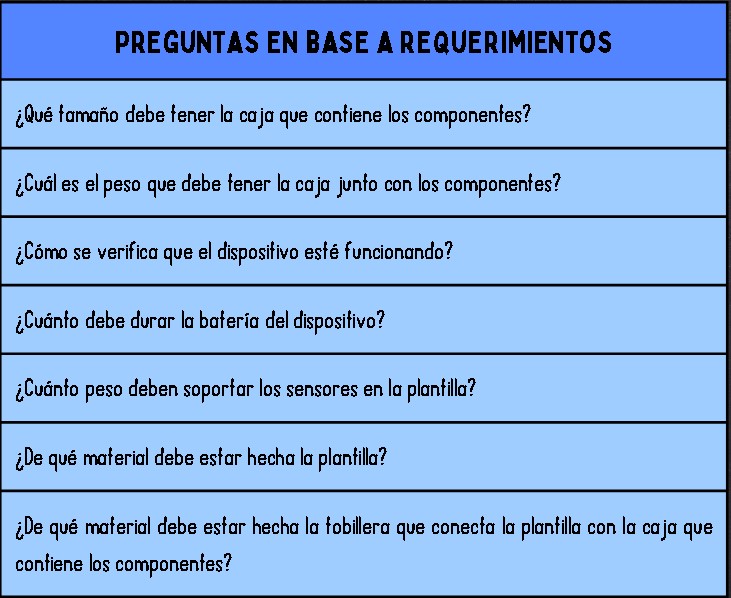 PREGUNTAS EN BASE A REQUERIMIENTOS
¿Qué tamaño debe tener la caja que contiene los componentes?
¿Cuál es el peso que debe tener la caja junto con los componentes?
¿Cómo se verifica que el dispositivo esté funcionando?
¿Cuánto debe durar la batería del dispositivo?
¿Cuánto peso deben soportar los sensores en la plantilla?
¿De qué material debe estar hecha la plantilla?
¿De qué material debe estar hecha la tobillera que conecta la plantilla con la caja que
contiene los componentes?